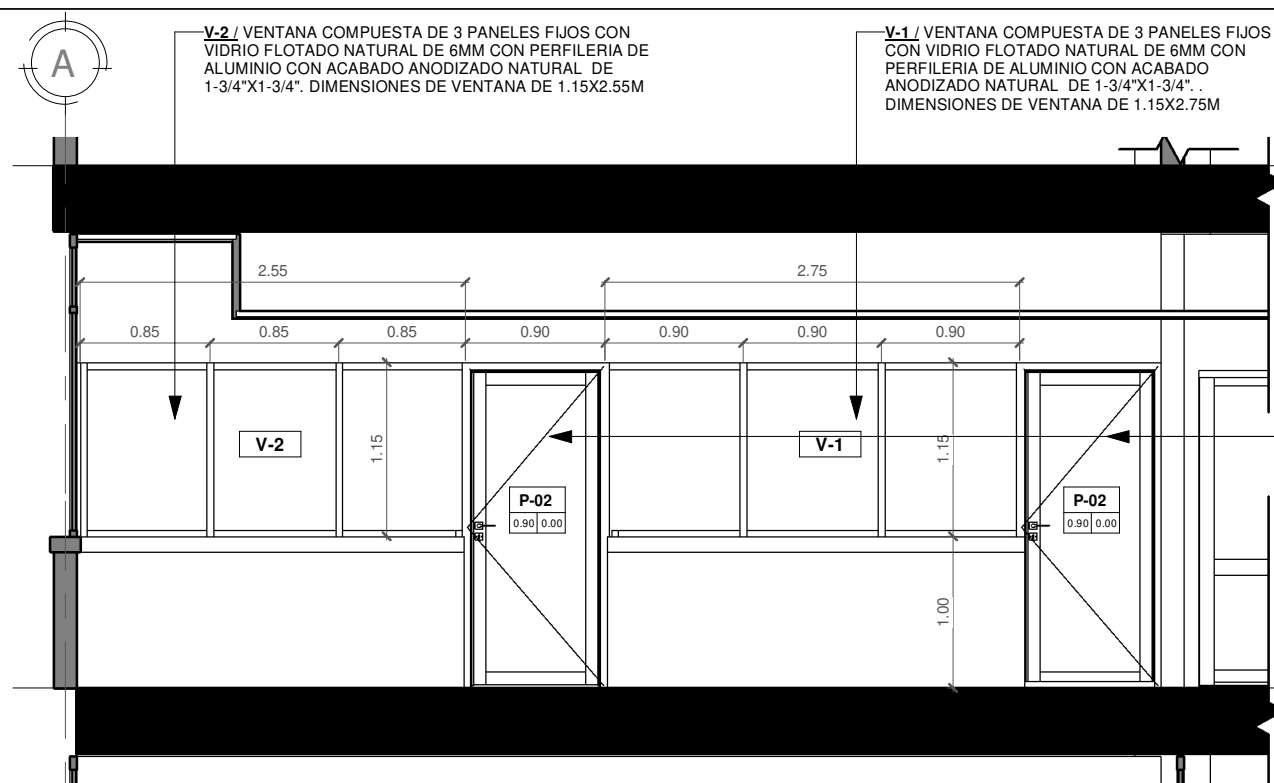 A
V-2 / VENTANA COMPUESTA DE 3 PANELES FIJOS CON
VIDRIO FLOTADO NATURAL DE 6MM CON PERFILERIA DE
ALUMINIO CON ACABADO ANODIZADO NATURAL DE
1-3/4"X1-3/4". DIMENSIONES DE VENTANA DE 1.15X2.55M
V-1 / VENTANA COMPUESTA DE 3 PANELES FIJOS
CON VIDRIO FLOTADO NATURAL DE 6MM CON
PERFILERIA DE ALUMINIO CON ACABADO
ANODIZADO NATURAL DE 1-3/4"X1-3/4". .
DIMENSIONES DE VENTANA DE 1.15X2.75M
2.55
2.75
0.85
0.85
0.85
0.90
0.90
0.90
0.90
V-2
1.15
V-1
1.15
P-02
0.90 0.00
P-02
0.90 0.00
1.00